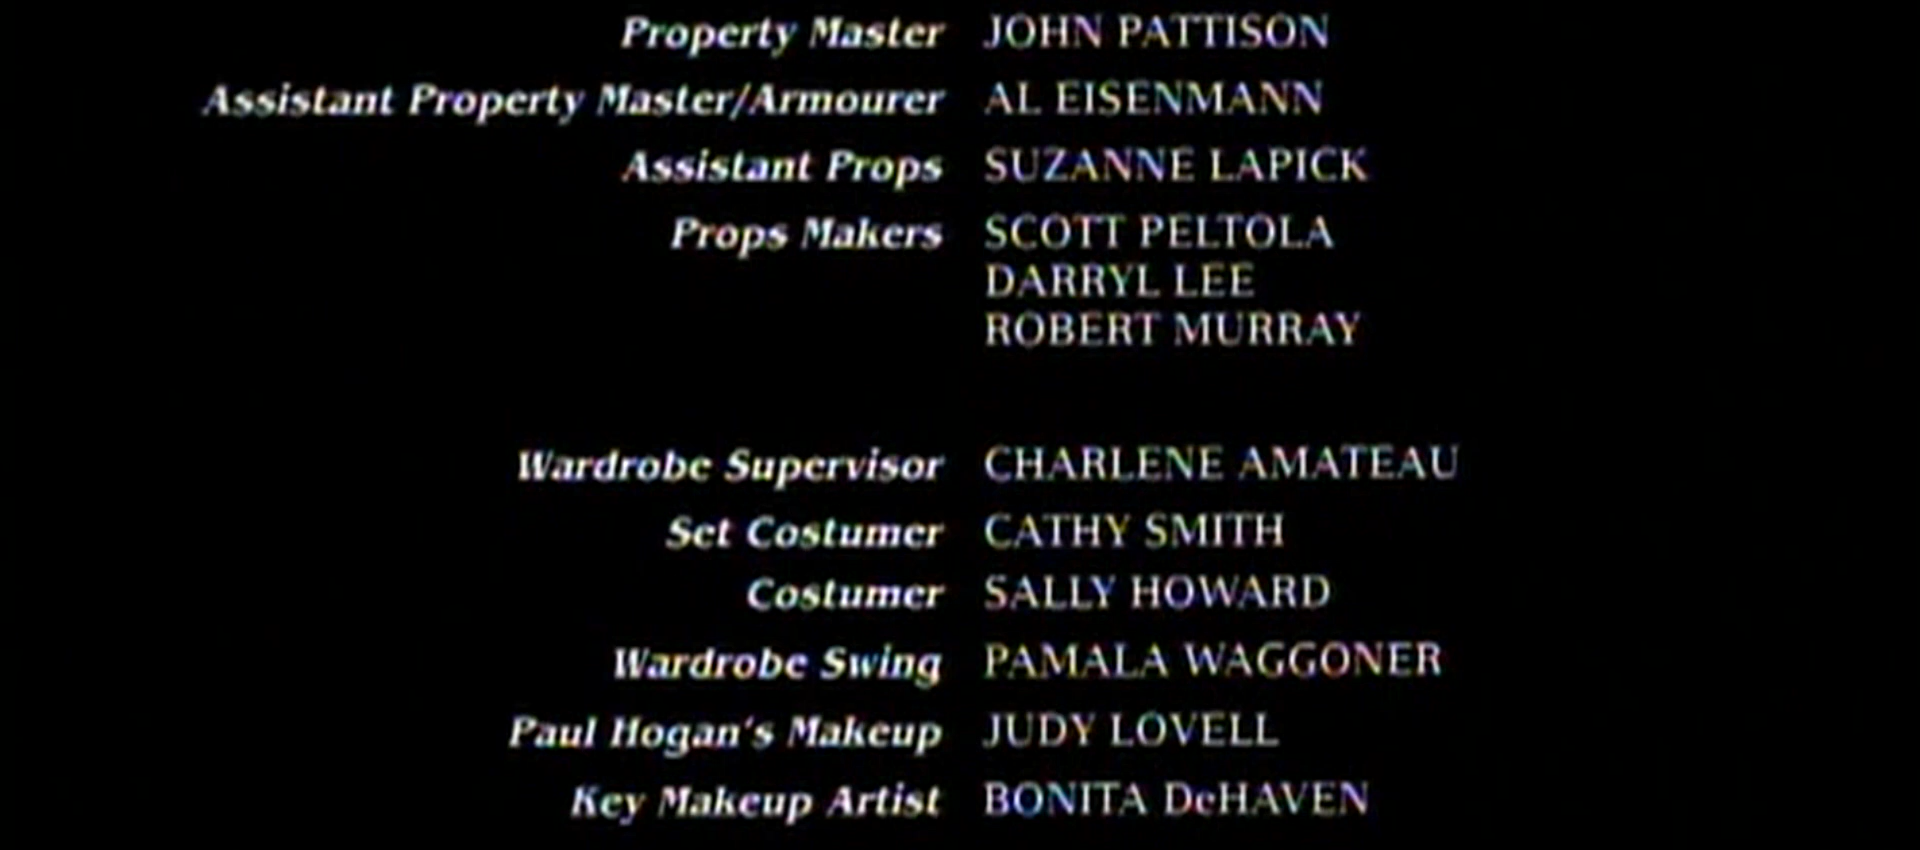 Property Master JOHN PATTISON
Assistant Property Master/Armourer AL EISENMANN
Assistant Props SUZANNE LAPICK
Props Makers SCOTT PELTOLA
DARRYL LEE
ROBERT MURRAY
Wardrobe Supervisor CHARLENE AMATEAU
Set Costumer CATHY SMITH
Costumer SALLY HOWARD
Wardrobe Swing PAMALA WAGGONER
Paul Hogan's Makeup JUDY LOVELL
Key Makeup Artist BONITA DeHAVEN